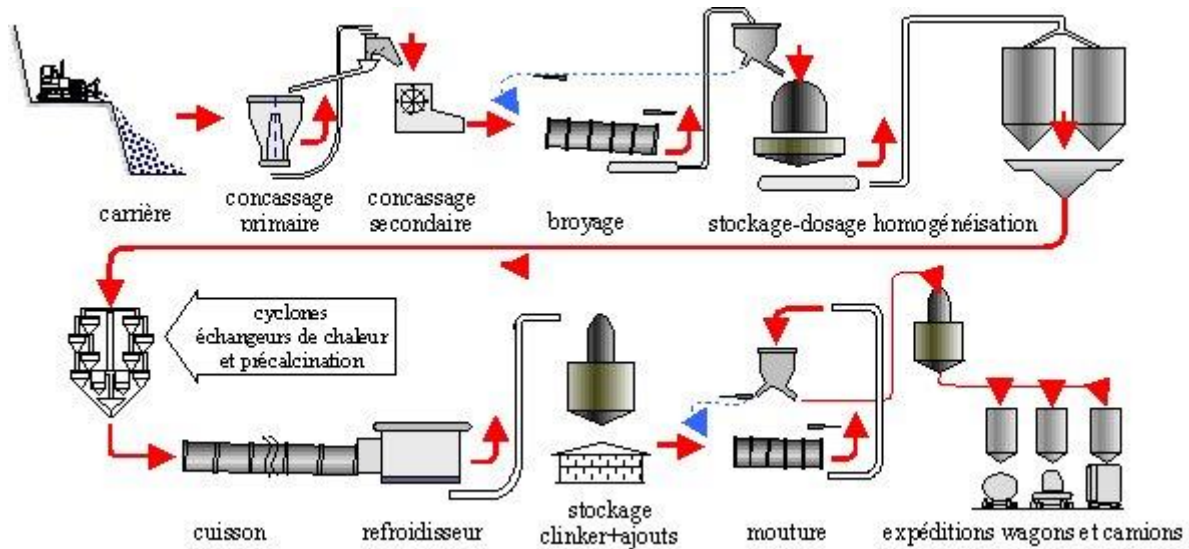 carrière
concassage
primaire
concassage
secondaire
broyage
stockage-dosage homogénéisation
cyclones
échangeurs de chaleur
et précalcination
cuisson
refroidisseur
stockage
clinker+ajouts
mouture
expéditions wagons et camions